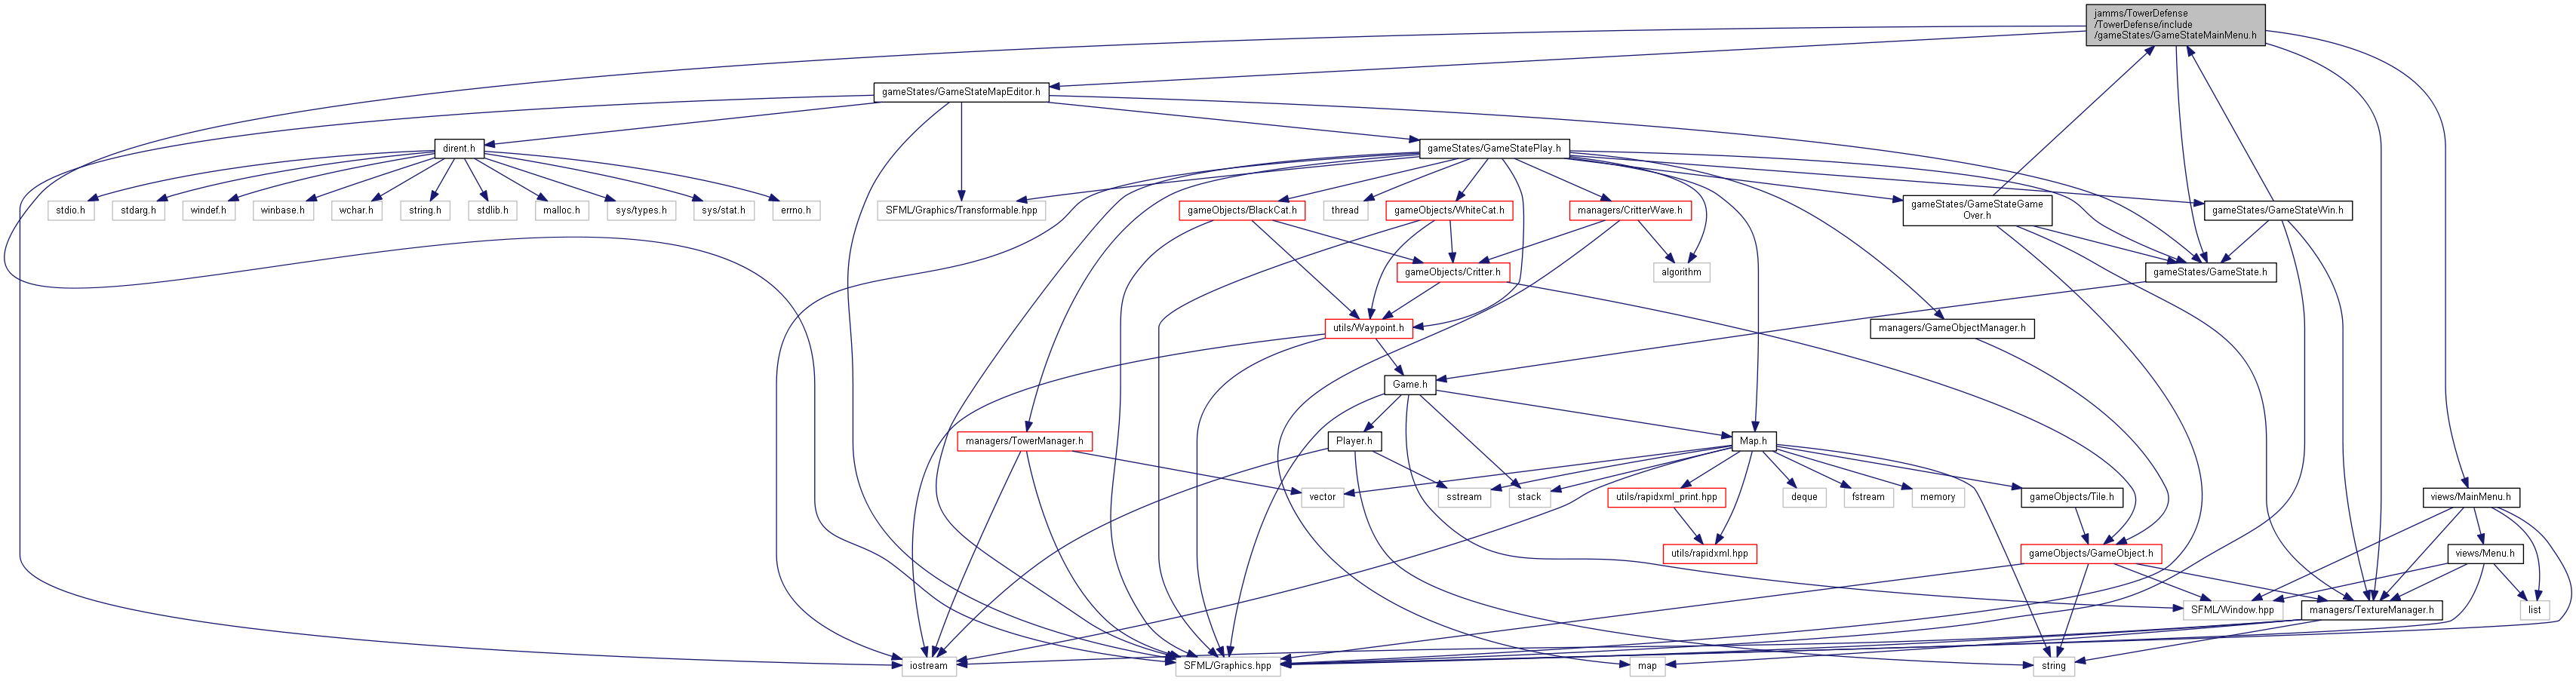 jamms/TowerDefense
/TowerDefense/include
/gameStates/GameStateMainMenu.h
gameStates/GameStateMapEditor.h
dirent.h
gameStates/GameStatePlay.h
stdio.h
stdarg.h
windef.h
winbase.h
wchar.h
string.h
stdlib.h
malloc.h
sys/types.h
sys/stat.h
errno.h
SFML/Graphics/Transformable.hpp
gameObjects/BlackCat.h
thread
gameObjects/WhiteCat.h
managers/CritterWave.h
gameStates/GameStateGame
Over.h
gameStates/GameStateWin.h
gameObjects/Critter.h
algorithm
gameStates/GameState.h
utils/Waypoint.h
managers/GameObjectManager.h
Game.h
managers/TowerManager.h
Player.h
Map.h
vector
sstream
stack
utils/rapidxml_print.hpp
deque
fstream
memory
gameObjects/Tile.h
views/MainMenu.h
utils/rapidxml.hpp
gameObjects/GameObject.h
views/Menu.h
SFML/Window.hpp
managers/TextureManager.h
list
iostream
SFML/Graphics.hpp
map
string